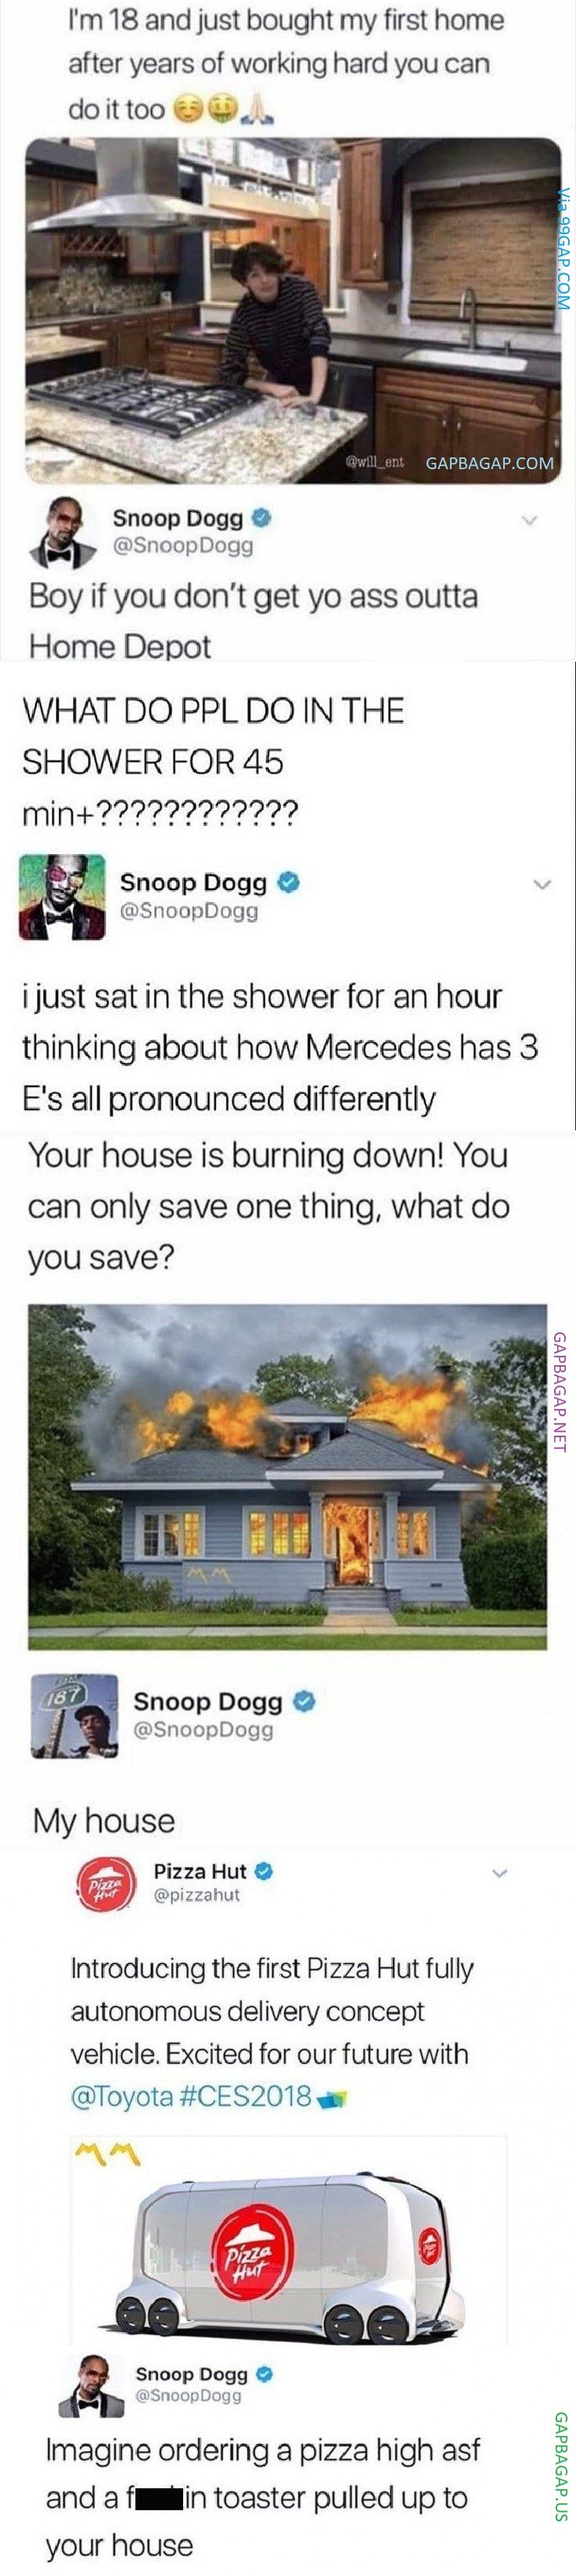 I'm 18 and just bought my first home
after years of working hard you can
do it too ☺️🤑🙏🏻
Via 99GAP.COM
@will_ent GAPBAGAP.COM
Snoop Dogg
@SnoopDogg
Boy if you don't get yo ass outta
Home Depot
WHAT DO PPL DO IN THE
SHOWER FOR 45
min+????????????
Snoop Dogg
@SnoopDogg
i just sat in the shower for an hour
thinking about how Mercedes has 3
E's all pronounced differently
Your house is burning down! You
can only save one thing, what do
you save?
GAPBAGAP.NET
187
Snoop Dogg
@SnoopDogg
My house
Pizza Hut
Pizza Hut
@pizzahut
Introducing the first Pizza Hut fully
autonomous delivery concept
vehicle. Excited for our future with
@Toyota #CES2018
Pizza
Hut
Pizza Hut
Snoop Dogg
@SnoopDogg
Imagine ordering a pizza high asf
and a f in toaster pulled up to
your house
GAPBAGAP.US